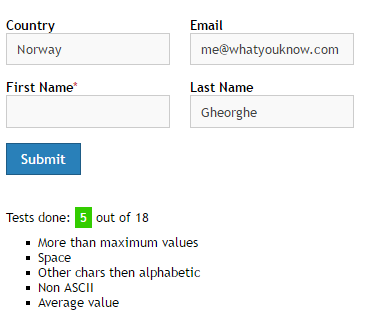 Country Email
Norway me@whatyouknow.com
First Name* Last Name
Gheorghe
Submit
Tests done: 5 out of 18
More than maximum values
Space
Other chars then alphabetic
Non ASCII
Average value